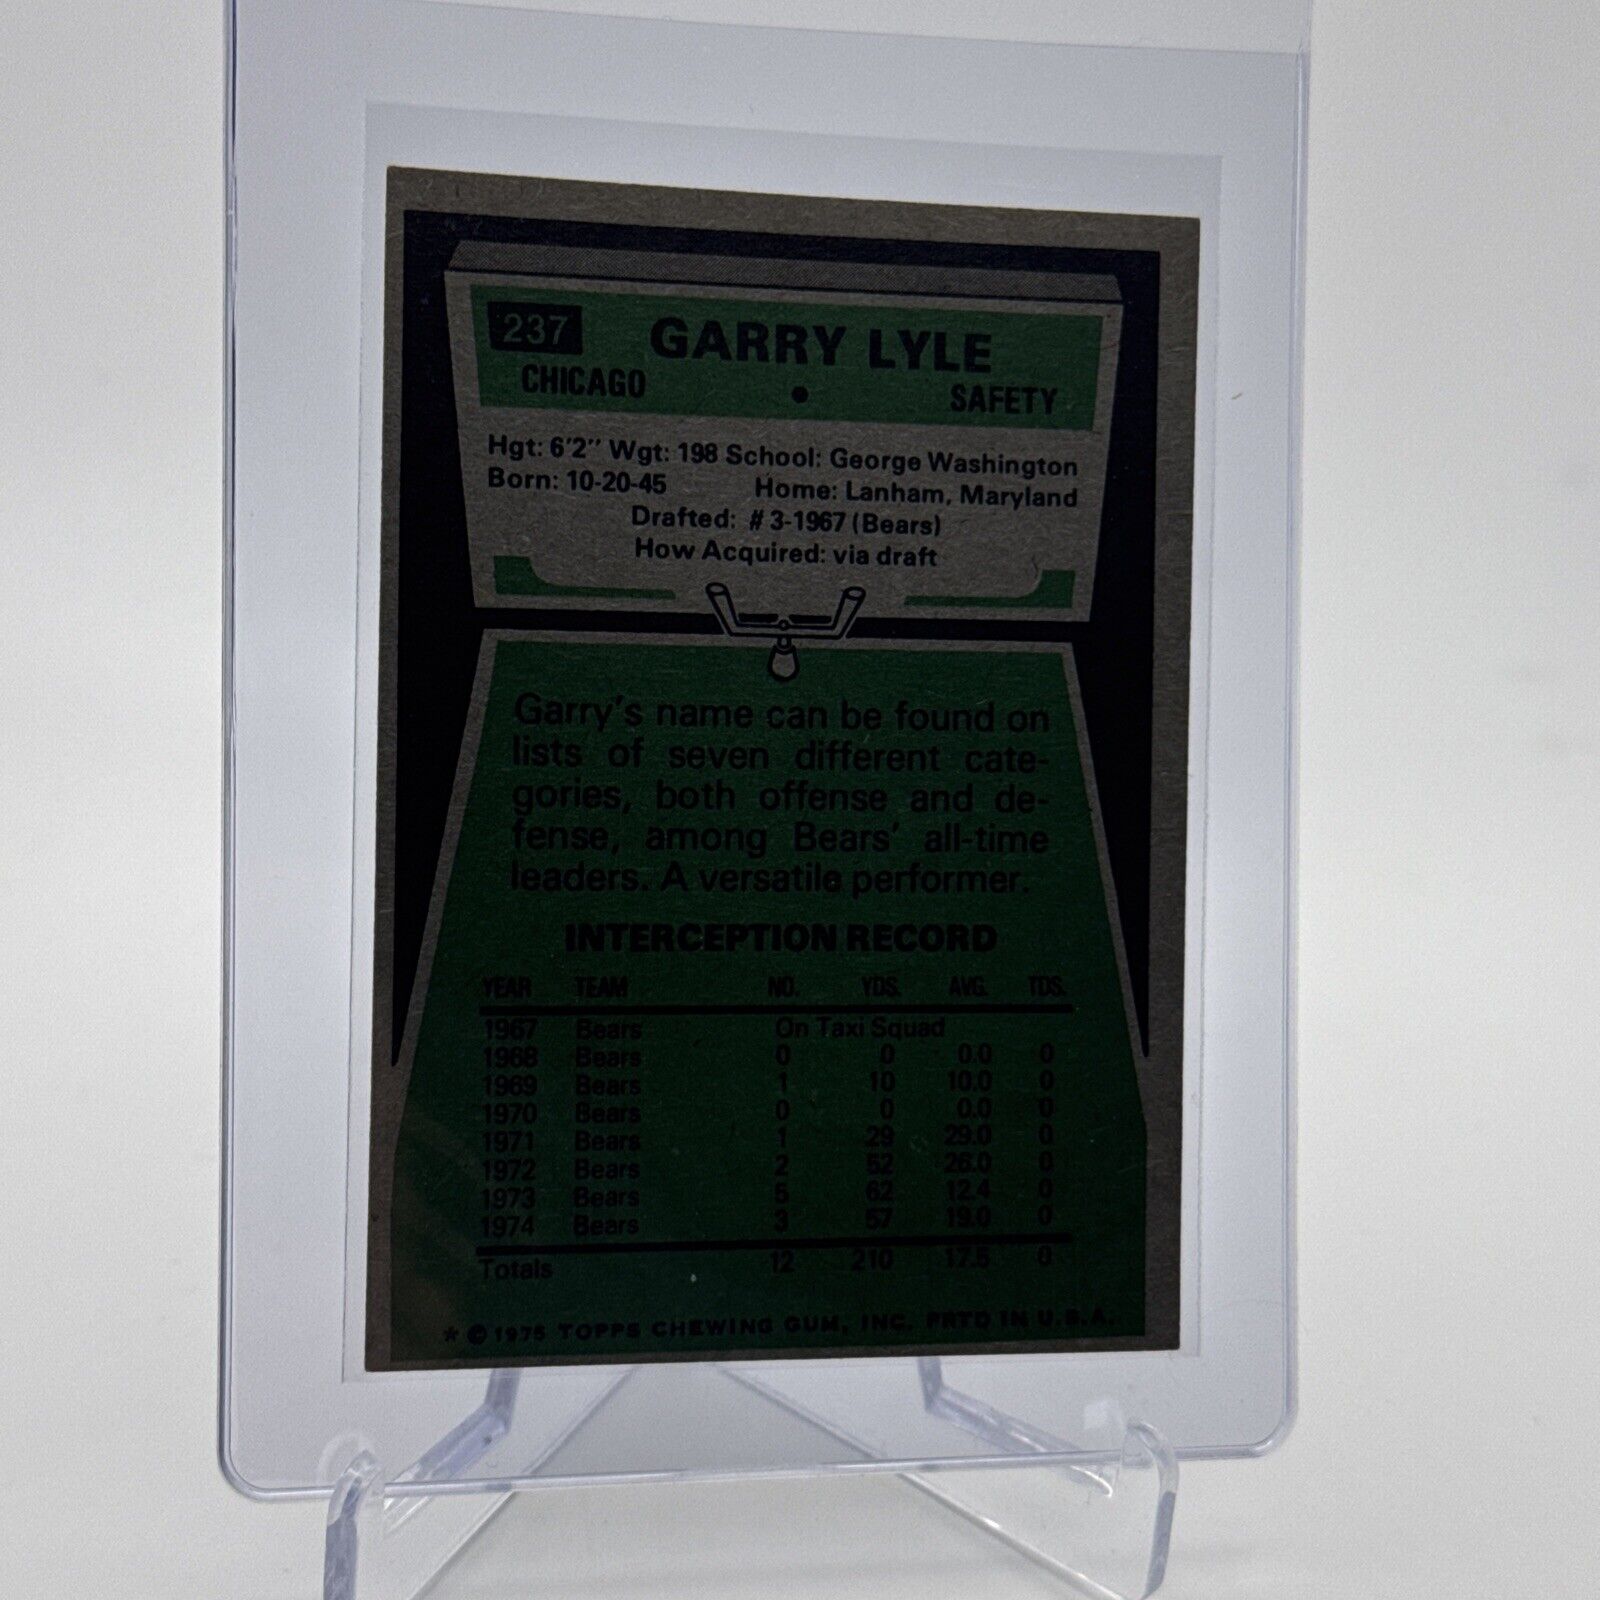 237 GARRY LYLE
CHICAGO • SAFETY
Hgt: 6'2" Wgt: 198 School: George Washington
Born: 10-20-45 Home: Lanham, Maryland
Drafted: #3-1967 (Bears)
How Acquired: via draft
Garry's name can be found on
lists of seven different cate-
gories, both offense and de-
fense, among Bears' all-time
leaders. A versatile performer.
INTERCEPTION RECORD
YEAR TEAM NO. YDS. AVG. TDS.
1967 Bears On Taxi Squad
1968 Bears 0 0 0.0 0
1969 Bears 1 10 10.0 0
1970 Bears 0 0 0.0 0
1971 Bears 1 29 29.0 0
1972 Bears 2 52 26.0 0
1973 Bears 5 62 12.4 0
1974 Bears 3 57 19.0 0
Totals 12 210 17.5 0
* © 1975 TOPPS CHEWING GUM, INC. PRTD IN U.S.A.